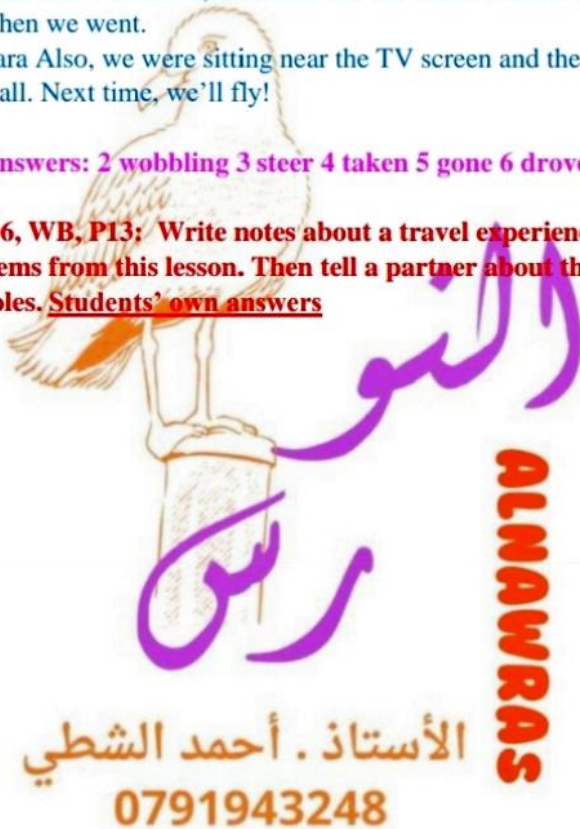 hen we went.
ara Also, we were sitting near the TV screen and the
all. Next time, we'll fly!
nswers: 2 wobbling 3 steer 4 taken 5 gone 6 drove
6, WB, P13: Write notes about a travel experien
ems from this lesson. Then tell a partner about th
oles. Students' own answers
النو
رس
ALNAWRAS
الأستاذ . أحمد الشطي
0791943248